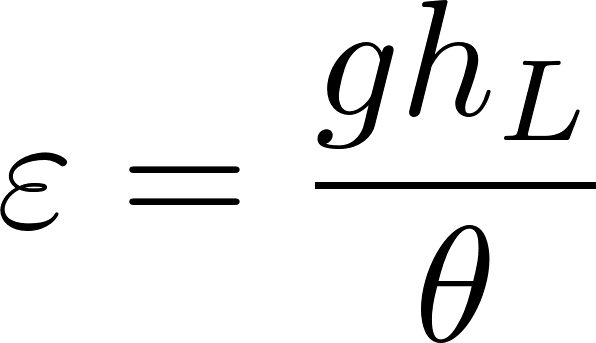 ε = gh_L / θ